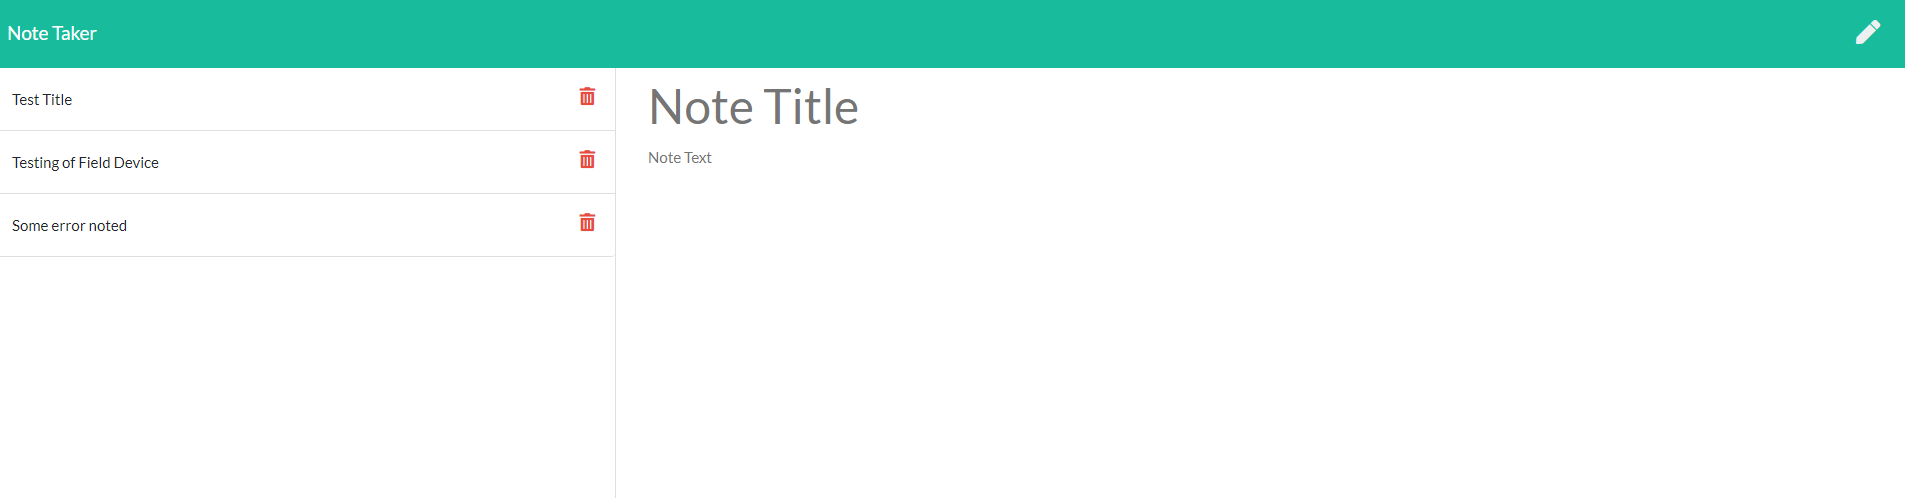 Note Taker
Test Title
Testing of Field Device
Some error noted
Note Title
Note Text